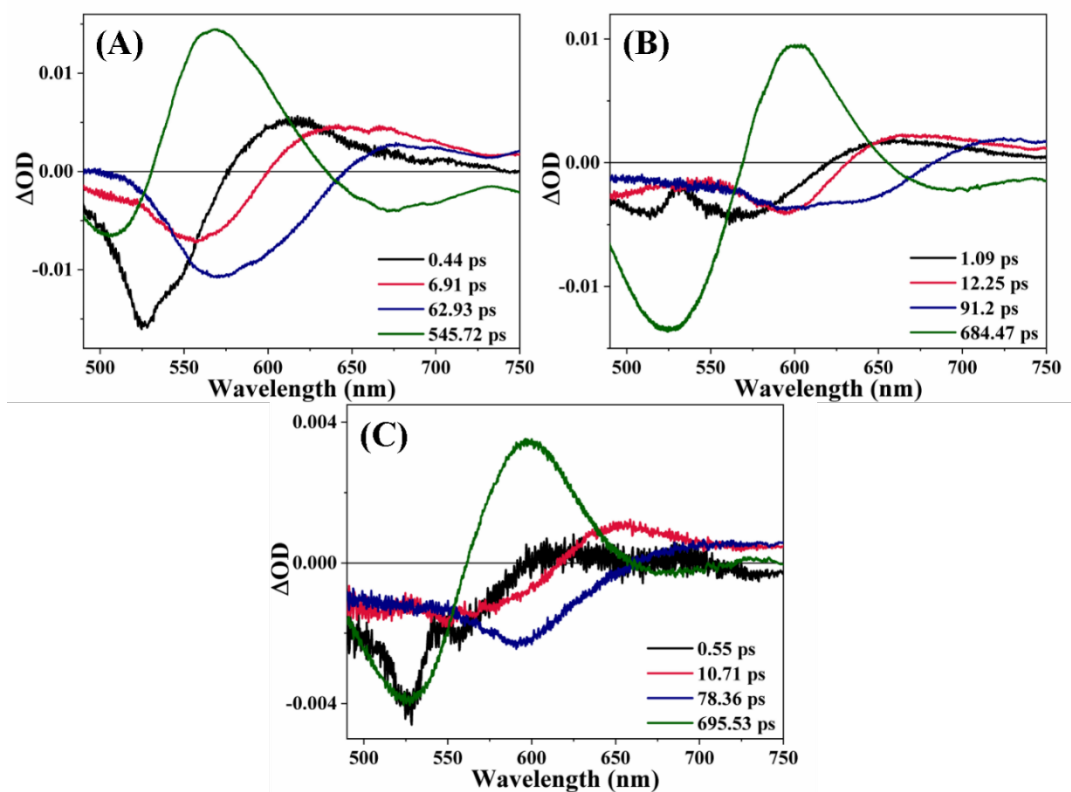 (A)
0.01
0.00
-0.01
ΔOD
0.44 ps
6.91 ps
62.93 ps
545.72 ps
500 550 600 650 700 750
Wavelength (nm)
(B)
0.01
0.00
-0.01
ΔOD
1.09 ps
12.25 ps
91.2 ps
684.47 ps
500 550 600 650 700 750
Wavelength (nm)
(C)
0.004
0.000
-0.004
ΔOD
0.55 ps
10.71 ps
78.36 ps
695.53 ps
500 550 600 650 700 750
Wavelength (nm)